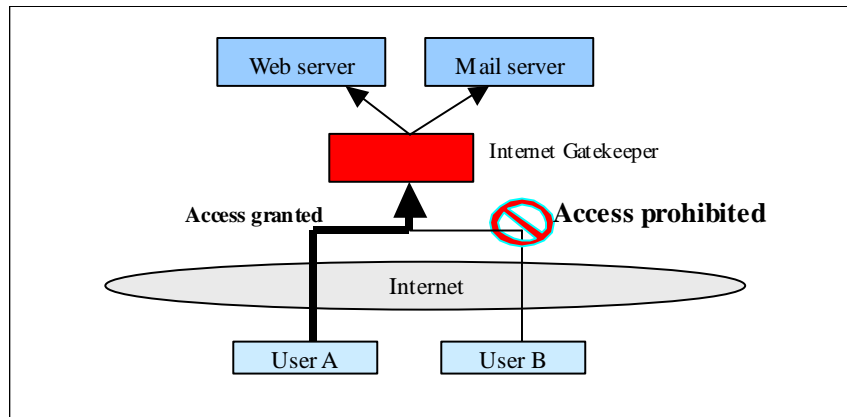 Web server
Mail server
Internet Gatekeeper
Access granted
Access prohibited
Internet
User A
User B